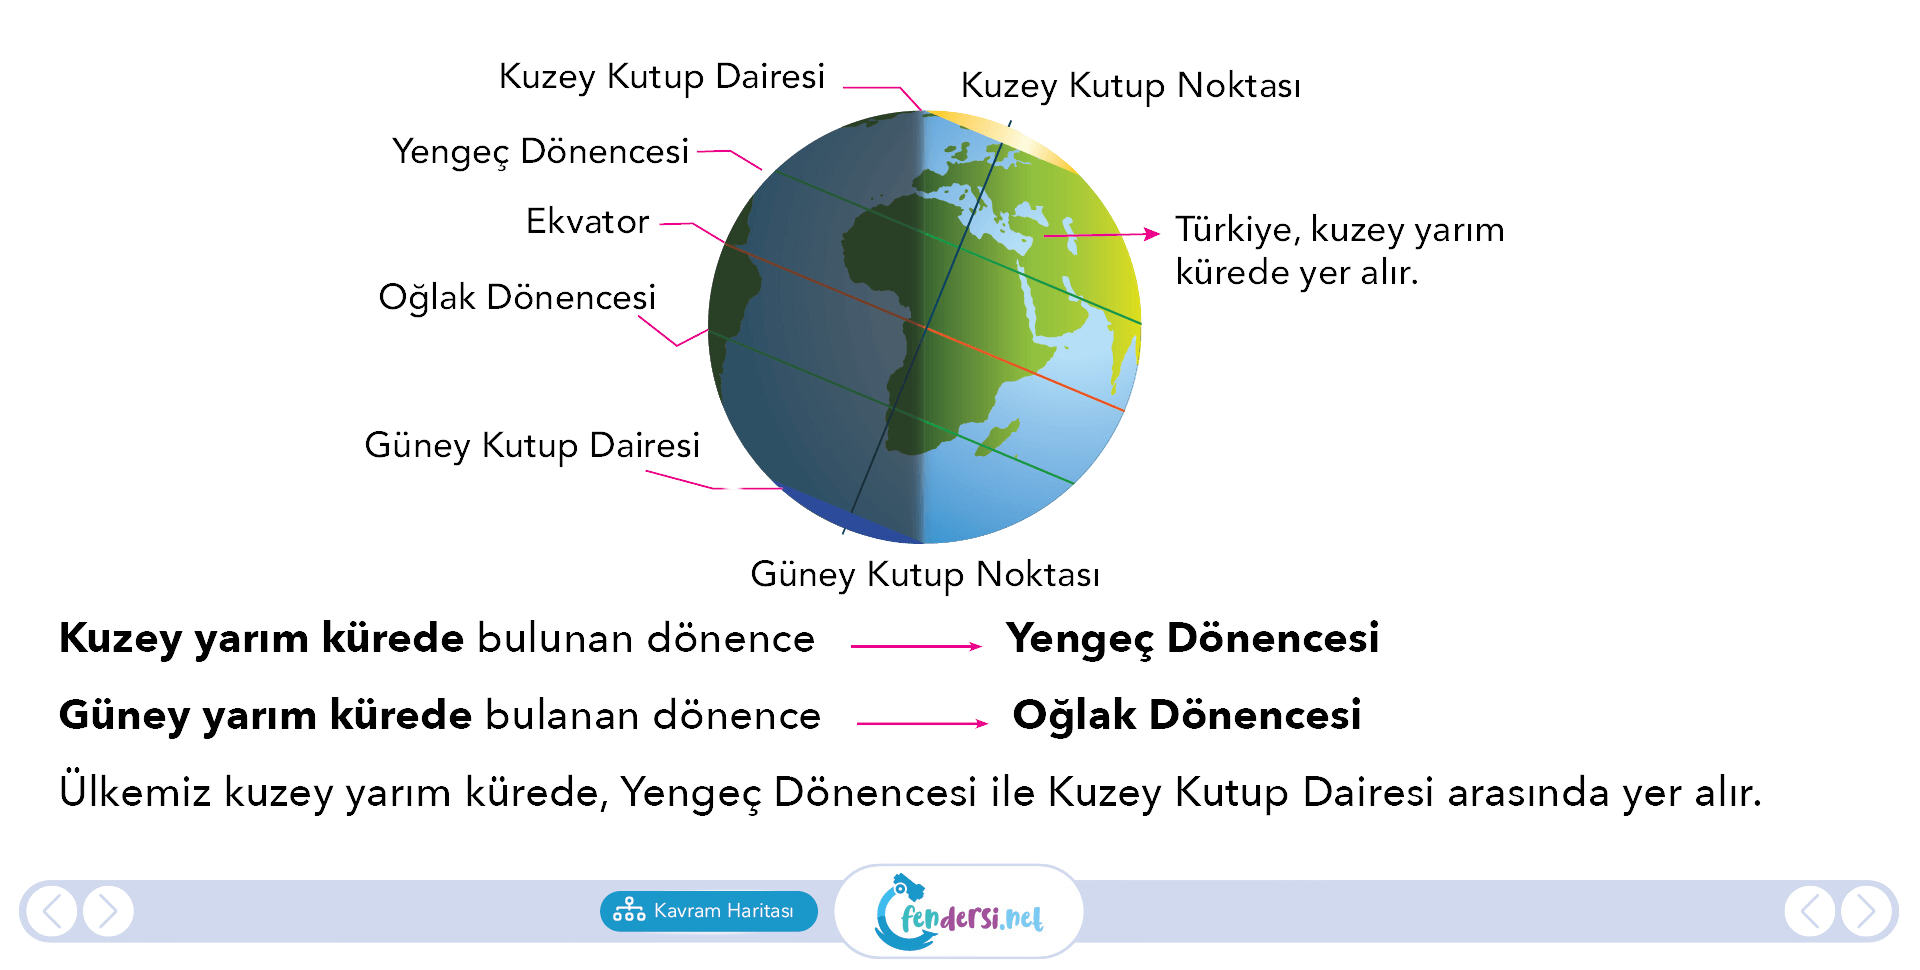 Kuzey Kutup Dairesi
Kuzey Kutup Noktası
Yengeç Dönencesi
Ekvator
Türkiye, kuzey yarım
kürede yer alır.
Oğlak Dönencesi
Güney Kutup Dairesi
Güney Kutup Noktası
Kuzey yarım kürede bulunan dönence Yengeç Dönencesi
Güney yarım kürede bulanan dönence Oğlak Dönencesi
Ülkemiz kuzey yarım kürede, Yengeç Dönencesi ile Kuzey Kutup Dairesi arasında yer alır.
Kavram Haritası
fendersi.net